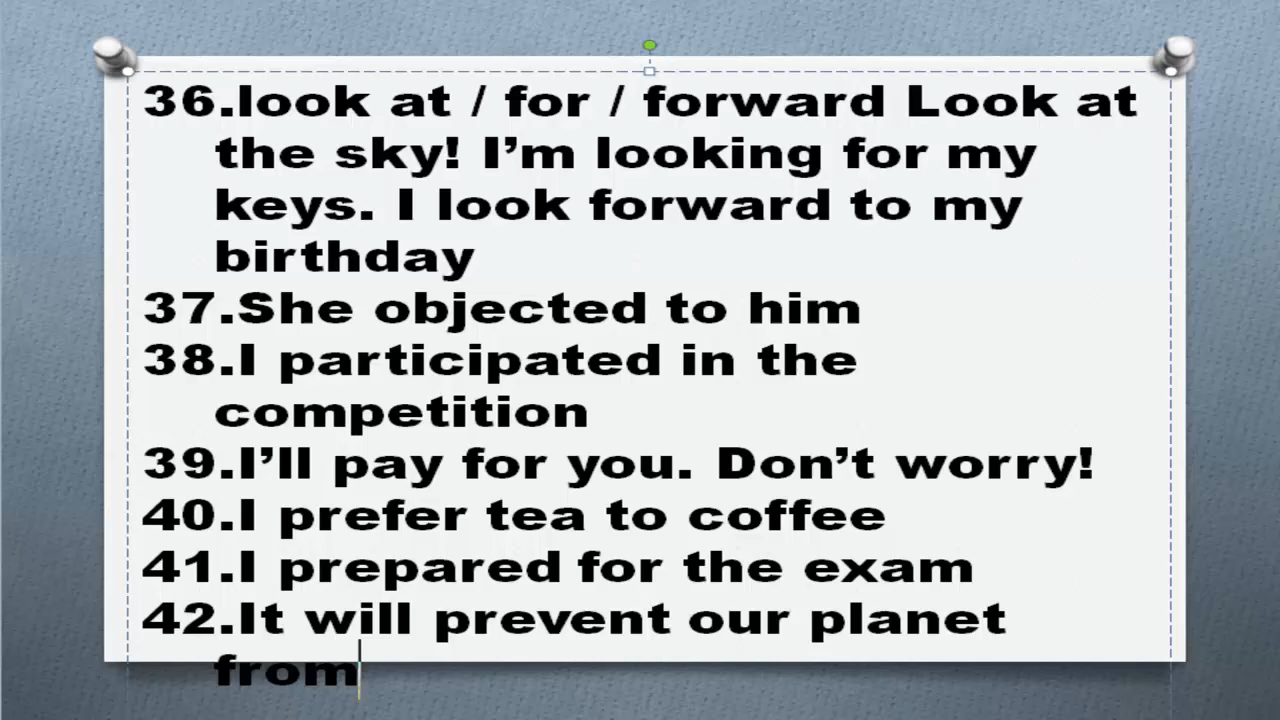 36.look at / for / forward Look at
the sky! I’m looking for my
keys. I look forward to my
birthday
37.She objected to him
38.I participated in the
competition
39.I’ll pay for you. Don’t worry!
40.I prefer tea to coffee
41.I prepared for the exam
42.It will prevent our planet
from